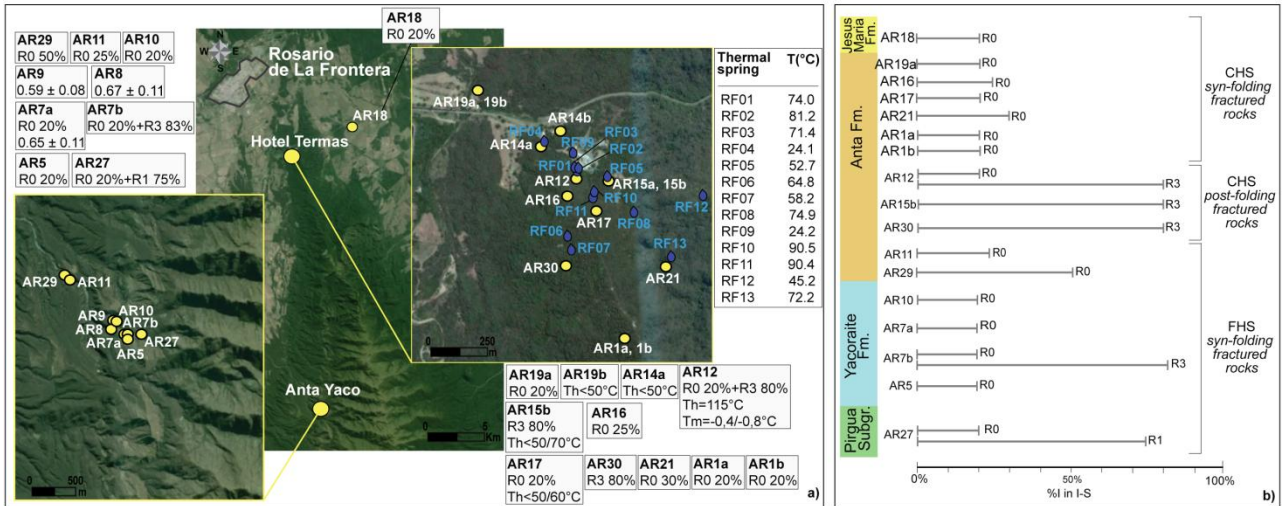 AR18
R0 20%
AR29
R0 50%
AR11
R0 25%
AR10
R0 20%
AR9
0.59 ± 0.08
AR8
0.67 ± 0.11
AR7a
R0 20%
0.65 ± 0.11
AR7b
R0 20%+R3 83%
AR5
R0 20%
AR27
R0 20%+R1 75%
N
W E
S
Rosario
de La Frontera
AR18
Hotel Termas
Anta Yaco
0 5
Km
AR29
AR11
AR9
AR10
AR8
AR7b
AR7a
AR27
AR5
0 500
m
AR19a, 19b
AR14b
RF04
RF03
AR14a
RF09
RF02
RF01
RF05
AR12
AR15a, 15b
AR16
RF10
RF12
RF11
AR17
RF08
RF06
RF07
RF13
AR30
AR21
AR1a, 1b
0 250
m
Thermal spring T(°C)
RF01 74.0
RF02 81.2
RF03 71.4
RF04 24.1
RF05 52.7
RF06 64.8
RF07 58.2
RF08 74.9
RF09 24.2
RF10 90.5
RF11 90.4
RF12 45.2
RF13 72.2
AR19a
R0 20%
AR19b
Th<50°C
AR14a
Th<50°C
AR12
R0 20%+R3 80%
Th=115°C
Tm=-0,4/-0,8°C
AR15b
R3 80%
Th<50/70°C
AR16
R0 25%
AR17
R0 20%
Th<50/60°C
AR30
R3 80%
AR21
R0 30%
AR1a
R0 20%
AR1b
R0 20%
a)
Jesus
Maria
Fm.
Anta Fm.
Yacoraite
Fm.
Pirgua
Subgr.
AR18 R0
AR19a R0
AR16 R0
AR17 R0
AR21 R0
AR1a R0
AR1b R0
AR12 R0
R3
AR15b R3
AR30 R3
AR11 R0
AR29 R0
AR10 R0
AR7a R0
AR7b R0
R3
AR5 R0
AR27 R0
R1
CHS
syn-folding
fractured
rocks
CHS
post-folding
fractured
rocks
FHS
syn-folding
fractured
rocks
0% 50% 100%
%I in I-S
b)